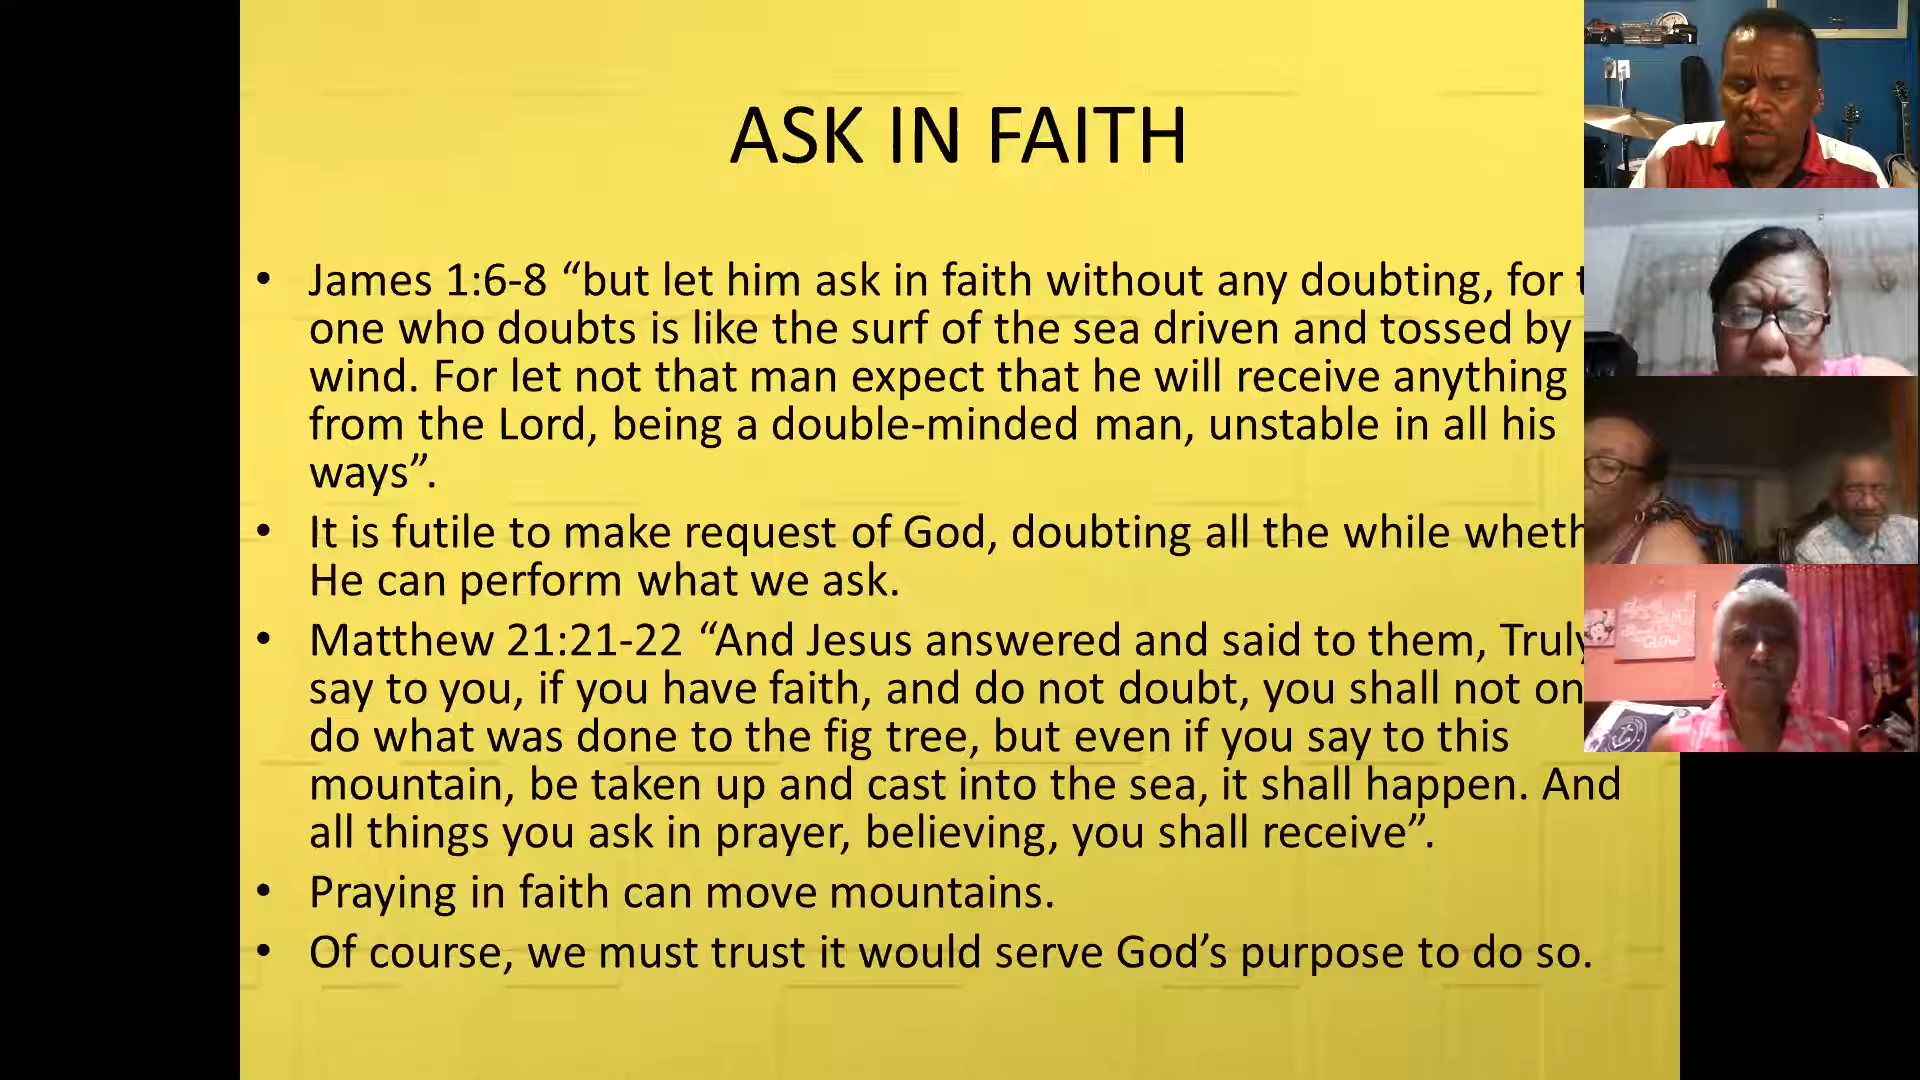 ASK IN FAITH
• James 1:6-8 “but let him ask in faith without any doubting, for
one who doubts is like the surf of the sea driven and tossed by
wind. For let not that man expect that he will receive anything
from the Lord, being a double-minded man, unstable in all his
ways”.
• It is futile to make request of God, doubting all the while wheth
He can perform what we ask.
• Matthew 21:21-22 “And Jesus answered and said to them, Truly
say to you, if you have faith, and do not doubt, you shall not on
do what was done to the fig tree, but even if you say to this
mountain, be taken up and cast into the sea, it shall happen. And
all things you ask in prayer, believing, you shall receive”.
• Praying in faith can move mountains.
• Of course, we must trust it would serve God’s purpose to do so.
GLOW